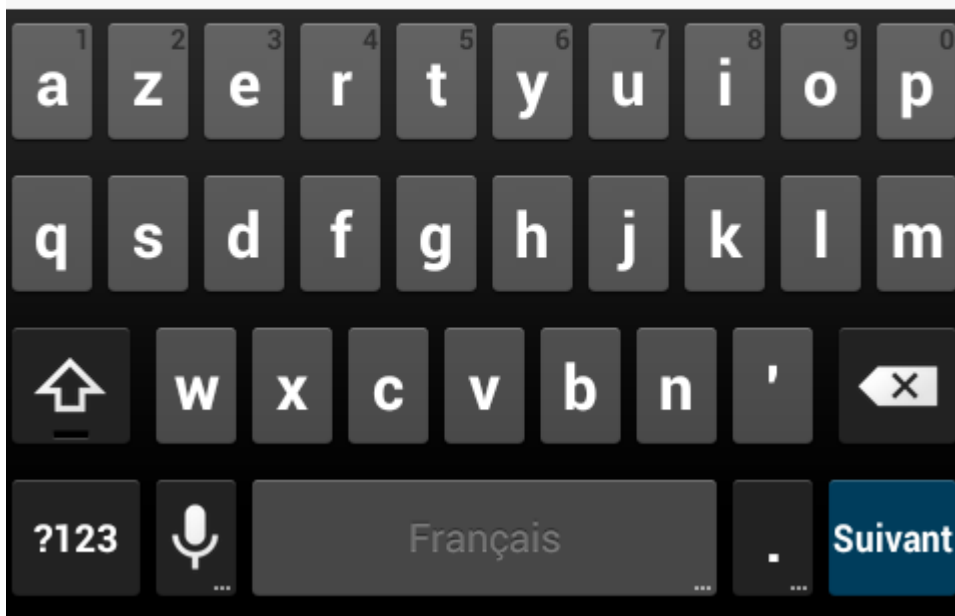 1 2 3 4 5 6 7 8 9 0
a z e r t y u i o p
q s d f g h j k l m
w x c v b n '
?123 Français . Suivant